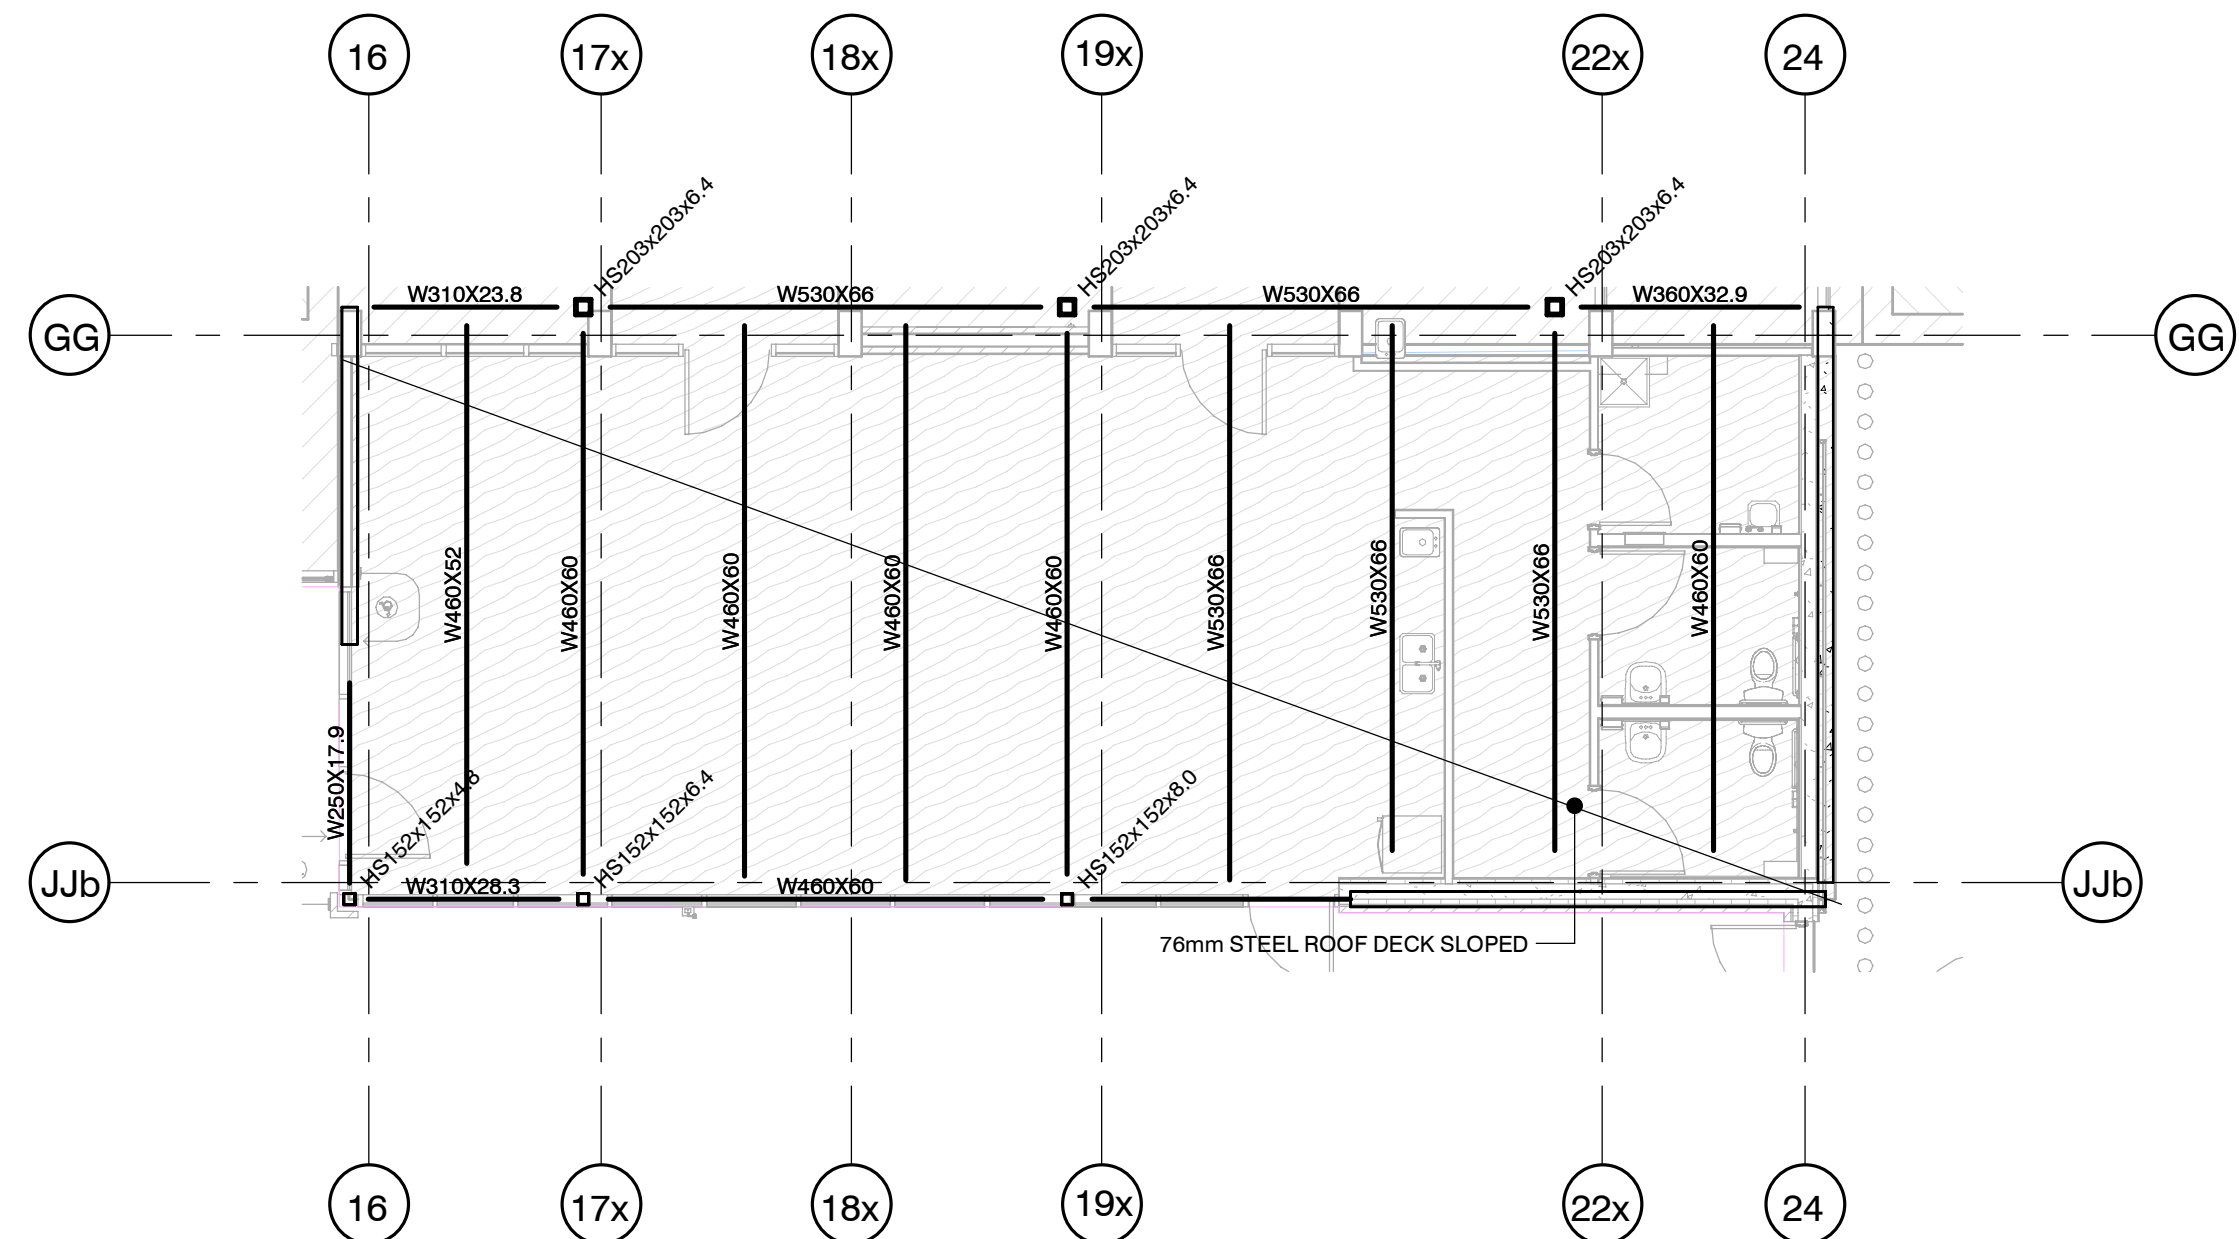 16
17x
18x
19x
22x
24
HS203x203x6.4
HS203x203x6.4
HS203x203x6.4
W310X23.8
W530X66
W530X66
W360X32.9
GG
GG
W460X52
W460X60
W460X60
W460X60
W460X60
W530X66
W530X66
W530X66
W460X60
W250X17.9
HS152x152x4.8
HS152x152x6.4
HS152x152x8.0
JJb
W310X28.3
W460X60
JJb
76mm STEEL ROOF DECK SLOPED
16
17x
18x
19x
22x
24